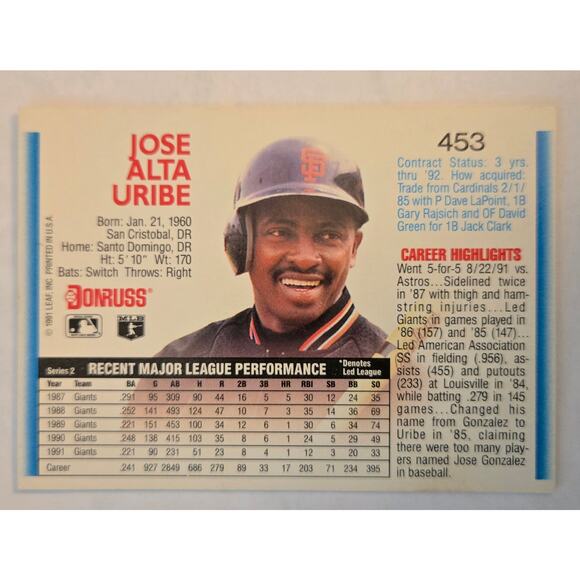 JOSE
ALTA
URIBE
Born: Jan. 21, 1960
San Cristobal, DR
Home: Santo Domingo, DR
Ht: 5' 10" Wt: 170
Bats: Switch Throws: Right
DONRUSS
MLB
© 1991 LEAF, INC. PRINTED IN U.S.A.
SF
453
Contract Status: 3 yrs.
thru '92. How acquired:
Trade from Cardinals 2/1/
85 with P Dave LaPoint, 1B
Gary Rajsich and OF David
Green for 1B Jack Clark
CAREER HIGHLIGHTS
Went 5-for-5 8/22/91 vs.
Astros...Sidelined twice
in '87 with thigh and ham-
string injuries... Led
Giants in games played in
'86 (157) and '85 (147)...
Led American Association
SS in fielding (.956), as-
sists (455) and putouts
(233) at Louisville in '84,
while batting .279 in 145
games...Changed his
name from Gonzalez to
Uribe in '85, claiming
there were too many play-
ers named Jose Gonzalez
in baseball.
Series 2 RECENT MAJOR LEAGUE PERFORMANCE *Denotes
Led League
Year Team BA G AB H R 2B 3B HR RBI SB BB SO
1987 Giants .291 95 309 90 44 16 5 5 30 12 24 35
1988 Giants .252 141 493 124 47 10 7 3 35 14 36 69
1989 Giants .221 151 453 100 34 12 6 1 30 6 34 74
1990 Giants .248 138 415 103 35 8 6 1 24 5 29 49
1991 Giants .221 90 231 51 23 8 4 1 12 3 20 33
Career .241 927 2849 686 279 89 33 17 203 71 234 395